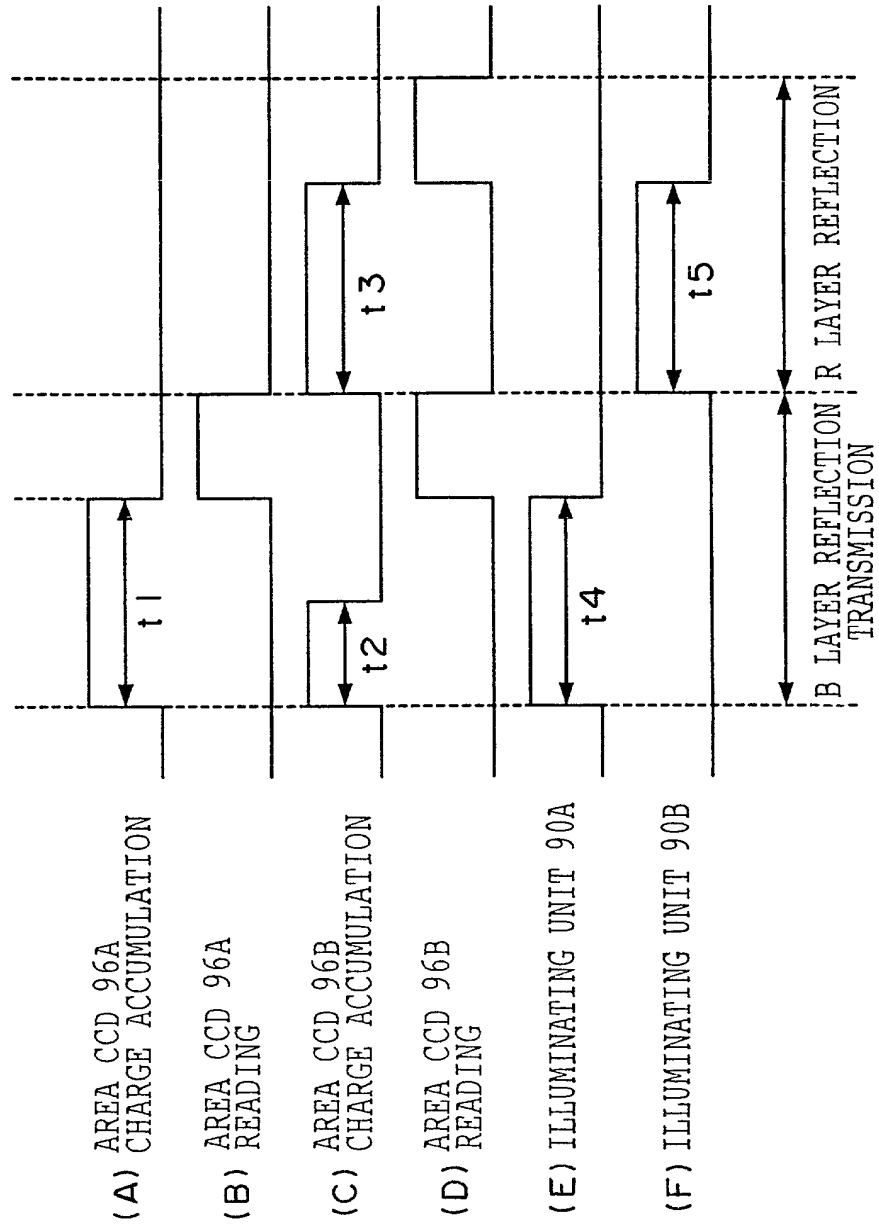 (A) AREA CCD 96A
CHARGE ACCUMULATION
t1
(B) AREA CCD 96A
READING
(C) AREA CCD 96B
CHARGE ACCUMULATION
t2
t3
(D) AREA CCD 96B
READING
(E) ILLUMINATING UNIT 90A
t4
(F) ILLUMINATING UNIT 90B
t5
B LAYER REFLECTION
TRANSMISSION
R LAYER REFLECTION